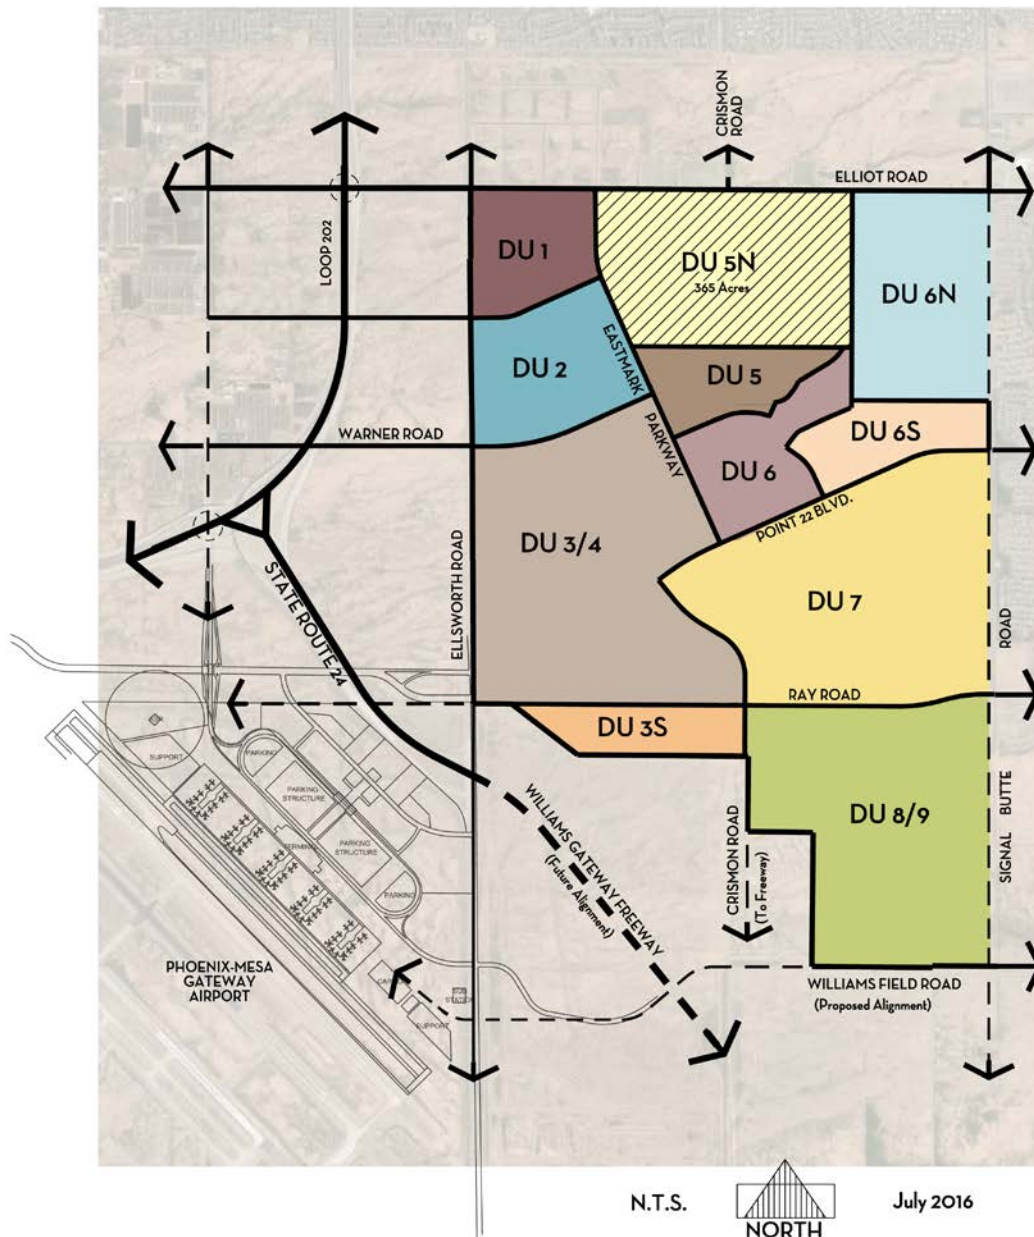 CRISMON
ROAD
ELLIOT ROAD
LOOP 202
DU 1
DU 5N
365 Acres
DU 6N
EASTMARK
PARKWAY
DU 2
DU 5
WARNER ROAD
DU 6S
DU 6
POINT 22 BLVD.
DU 3/4
STATE ROUTE 24
ELLSWORTH ROAD
DU 7
SIGNAL BUTTE ROAD
RAY ROAD
DU 3S
SUPPORT
PARKING
PARKING
STRUCTURE
PARKING
STRUCTURE
TERMINAL
PARKING
WILLIAMS GATEWAY FREEWAY
(Future Alignment)
CRISMON ROAD
(To Freeway)
DU 8/9
PHOENIX-MESA
GATEWAY
AIRPORT
SUPPORT
WILLIAMS FIELD ROAD
(Proposed Alignment)
N.T.S.
NORTH
July 2016